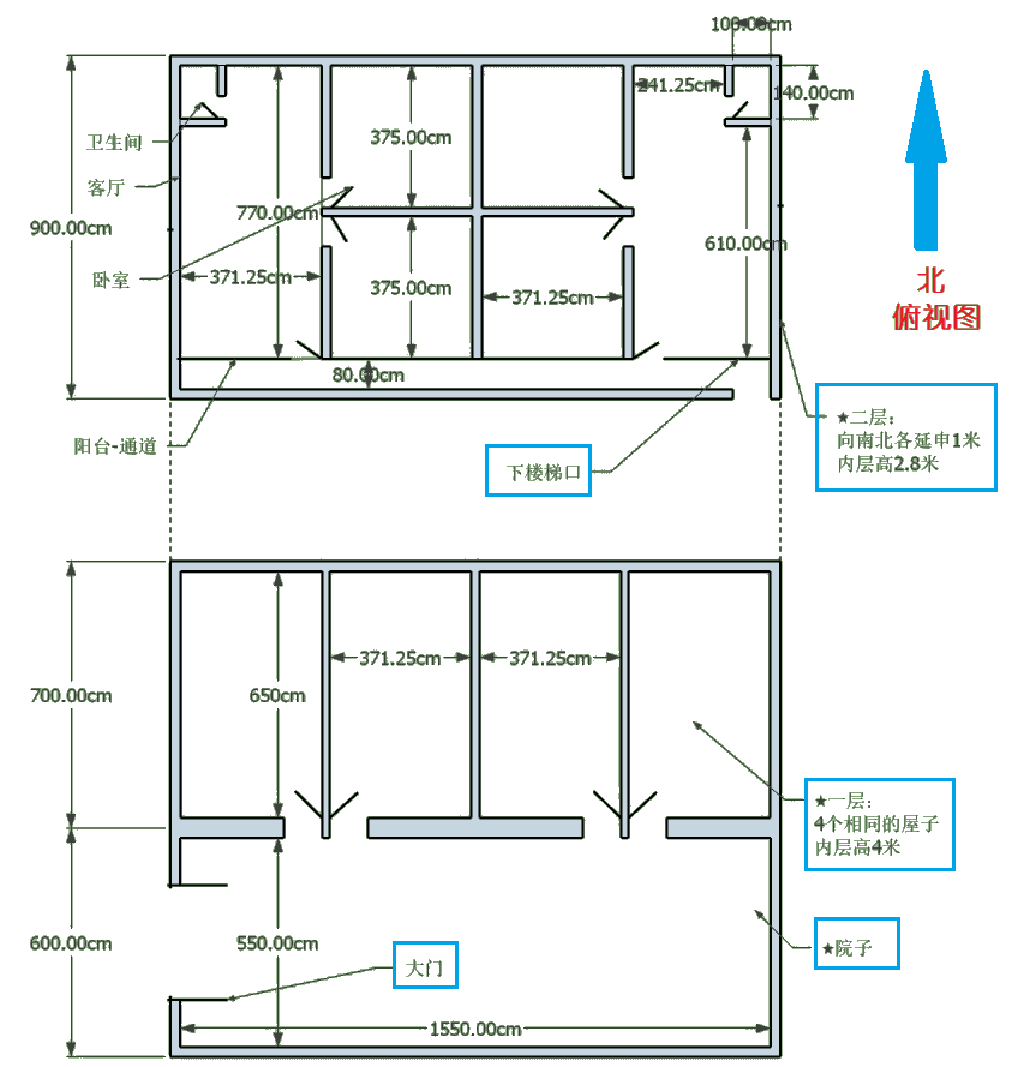 100.00cm
241.25cm
140.00cm
375.00cm
卫生间
客厅
770.00cm
900.00cm
610.00cm
371.25cm
卧室
375.00cm
371.25cm
北
俯视图
80.00cm
★二层：
向南北各延申1米
内层高2.8米
阳台-通道
下楼梯口
371.25cm
371.25cm
700.00cm
650cm
★一层：
4个相同的屋子
内层高4米
600.00cm
550.00cm
大门
★院子
1550.00cm